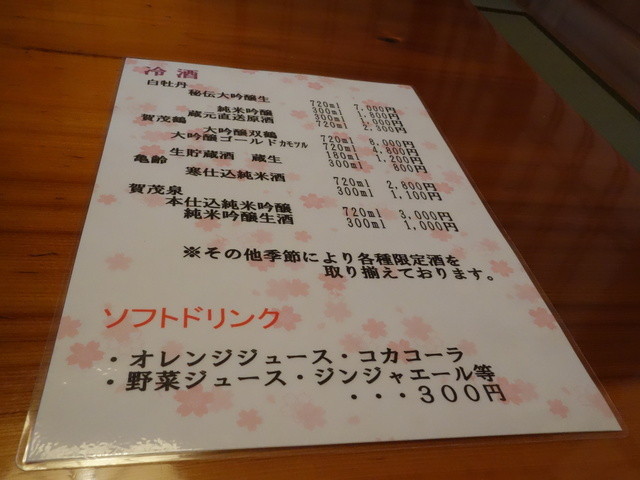 冷酒
白牡丹
秘伝大吟醸生 720ml 7,000円
純米吟醸 300ml 1,800円
蔵元直送原酒 300ml 1,000円
賀茂鶴 720ml 2,300円
大吟醸双鶴 720ml 8,000円
大吟醸ゴールドカモツル 720ml 4,800円
180ml 1,200円
生貯蔵酒 蔵生 300ml 800円
亀齢
寒仕込純米酒 720ml 2,800円
300ml 1,100円
賀茂泉
本仕込純米吟醸 720ml 3,000円
純米吟醸生酒 300ml 1,000円
※その他季節により各種限定酒を
取り揃えております。
ソフトドリンク
・オレンジジュース・コカコーラ
・野菜ジュース・ジンジャエール等
・・・300円